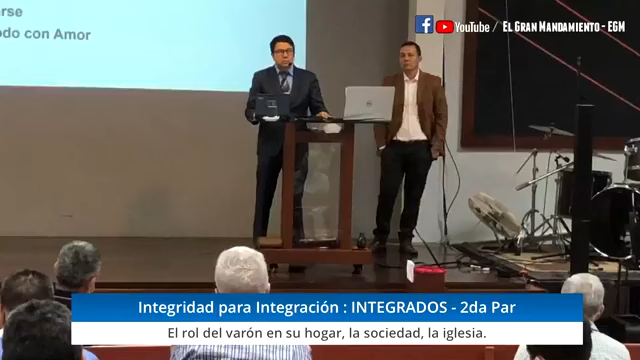 YouTube / El Gran Mandamiento - EGM
rse
odo con Amor
Integridad para Integración : INTEGRADOS - 2da Par
El rol del varón en su hogar, la sociedad, la iglesia.